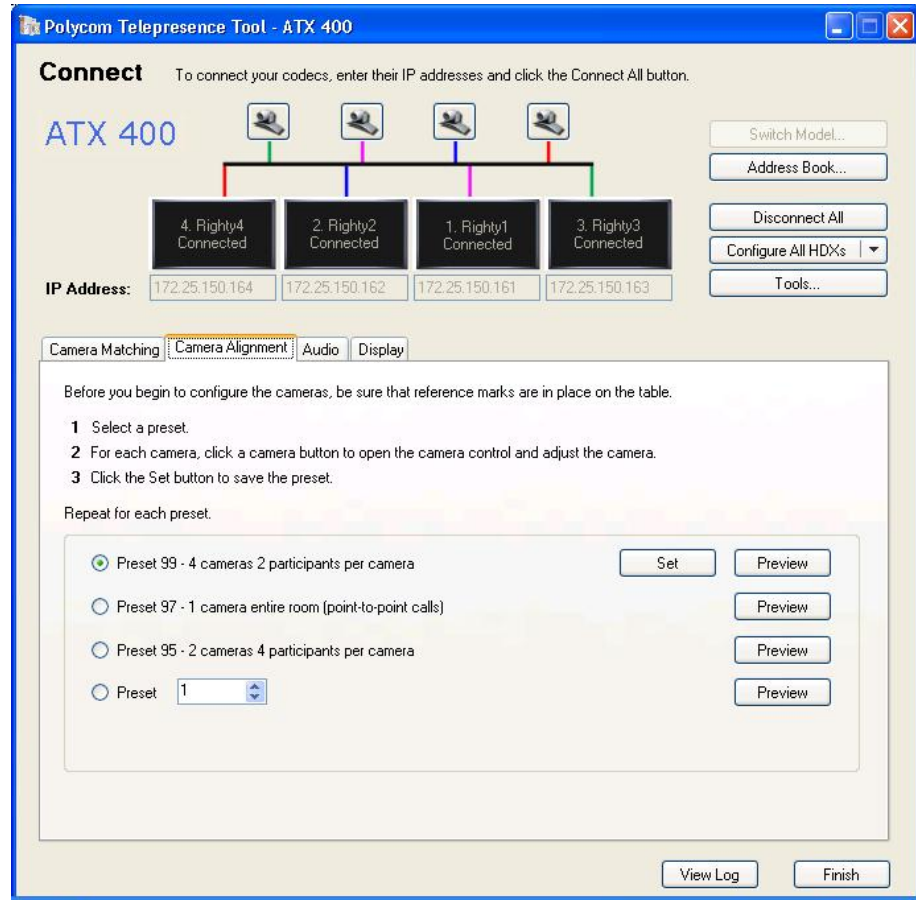 Polycom Telepresence Tool - ATX 400
Connect To connect your codecs, enter their IP addresses and click the Connect All button.
ATX 400
Switch Model...
Address Book...
4. Righty4 Connected
2. Righty2 Connected
1. Righty1 Connected
3. Righty3 Connected
Disconnect All
Configure All HDXs
Tools...
IP Address: 172.25.150.164 172.25.150.162 172.25.150.161 172.25.150.163
Camera Matching Camera Alignment Audio Display
Before you begin to configure the cameras, be sure that reference marks are in place on the table.
1 Select a preset.
2 For each camera, click a camera button to open the camera control and adjust the camera.
3 Click the Set button to save the preset.
Repeat for each preset.
Preset 99 - 4 cameras 2 participants per camera Set Preview
Preset 97 - 1 camera entire room (point-to-point calls) Preview
Preset 95 - 2 cameras 4 participants per camera Preview
Preset 1 Preview
View Log Finish